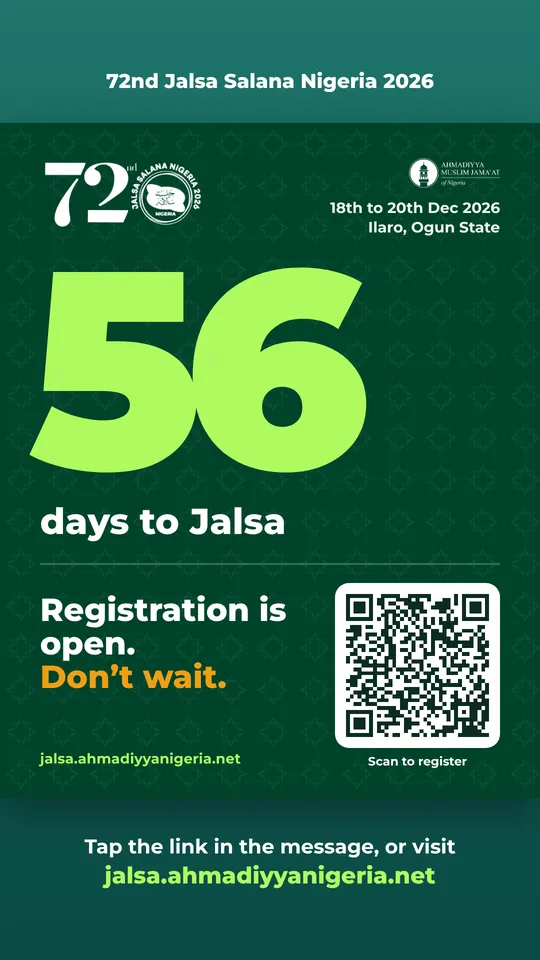 72nd Jalsa Salana Nigeria 2026
72nd
JALSA SALANA NIGERIA 2026
NIGERIA
AHMADIYYA
MUSLIM JAMA'AT
of Nigeria
18th to 20th Dec 2026
Ilaro, Ogun State
56
days to Jalsa
Registration is
open.
Don’t wait.
jalsa.ahmadiyyanigeria.net
Scan to register
Tap the link in the message, or visit
jalsa.ahmadiyyanigeria.net